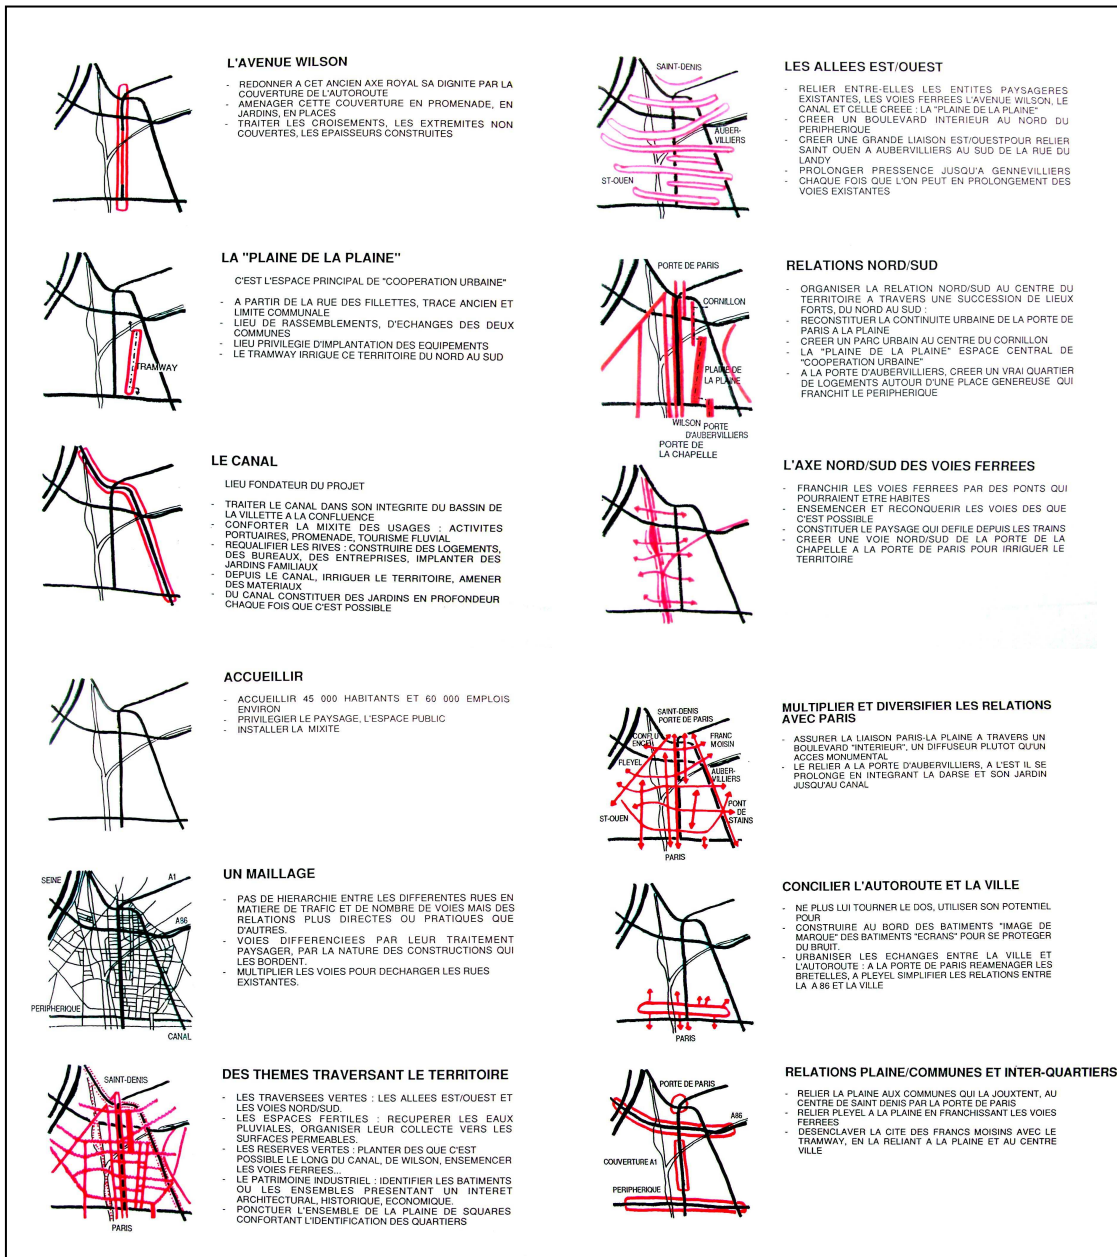 L'AVENUE WILSON
- REDONNER A CET ANCIEN AXE ROYAL SA DIGNITE PAR LA
COUVERTURE DE L'AUTOROUTE
- AMENAGER CETTE COUVERTURE EN PROMENADE, EN
JARDINS, EN PLACES
- TRAITER LES CROISEMENTS, LES EXTREMITES NON
COUVERTES, LES EPAISSEURS CONSTRUITES
TRAMWAY
LA "PLAINE DE LA PLAINE"
C'EST L'ESPACE PRINCIPAL DE "COOPERATION URBAINE"
- A PARTIR DE LA RUE DES FILLETTES, TRACE ANCIEN ET
LIMITE COMMUNALE
- LIEU DE RASSEMBLEMENTS, D'ECHANGES DES DEUX
COMMUNES
- LIEU PRIVILEGIE D'IMPLANTATION DES EQUIPEMENTS
- LE TRAMWAY IRRIGUE CE TERRITOIRE DU NORD AU SUD
LE CANAL
LIEU FONDATEUR DU PROJET
- TRAITER LE CANAL DANS SON INTEGRITE DU BASSIN DE
LA VILLETTE A LA CONFLUENCE
- CONFORTER LA MIXITE DES USAGES : ACTIVITES
PORTUAIRES, PROMENADE, TOURISME FLUVIAL
- REQUALIFIER LES RIVES : CONSTRUIRE DES LOGEMENTS,
DES BUREAUX, DES ENTREPRISES, IMPLANTER DES
JARDINS FAMILIAUX
- DEPUIS LE CANAL, IRRIGUER LE TERRITOIRE, AMENER
DES MATERIAUX
- DU CANAL CONSTITUER DES JARDINS EN PROFONDEUR
CHAQUE FOIS QUE C'EST POSSIBLE
ACCUEILLIR
- ACCUEILLIR 45 000 HABITANTS ET 60 000 EMPLOIS
ENVIRON
- PRIVILEGIER LE PAYSAGE, L'ESPACE PUBLIC
- INSTALLER LA MIXITE
SEINE
A1
A86
PERIPHERIQUE
CANAL
UN MAILLAGE
- PAS DE HIERARCHIE ENTRE LES DIFFERENTES RUES EN
MATIERE DE TRAFIC ET DE NOMBRE DE VOIES MAIS DES
RELATIONS PLUS DIRECTES OU PRATIQUES QUE
D'AUTRES.
- VOIES DIFFERENCIEES PAR LEUR TRAITEMENT
PAYSAGER, PAR LA NATURE DES CONSTRUCTIONS QUI
LES BORDENT.
- MULTIPLIER LES VOIES POUR DECHARGER LES RUES
EXISTANTES.
SAINT-DENIS
PARIS
DES THEMES TRAVERSANT LE TERRITOIRE
- LES TRAVERSEES VERTES : LES ALLEES EST/OUEST ET
LES VOIES NORD/SUD.
- LES ESPACES FERTILES : RECUPERER LES EAUX
PLUVIALES, ORGANISER LEUR COLLECTE VERS LES
SURFACES PERMEABLES.
- LES RESERVES VERTES : PLANTER DES QUE C'EST
POSSIBLE LE LONG DU CANAL, DE WILSON, ENSEMENCER
LES VOIES FERREES...
- LE PATRIMOINE INDUSTRIEL : IDENTIFIER LES BATIMENTS
OU LES ENSEMBLES PRESENTANT UN INTERET
ARCHITECTURAL, HISTORIQUE, ECONOMIQUE.
- PONCTUER L'ENSEMBLE DE LA PLAINE DE SQUARES
CONFORTANT L'IDENTIFICATION DES QUARTIERS
SAINT-DENIS
AUBER-
VILLIERS
ST-OUEN
LES ALLEES EST/OUEST
- RELIER ENTRE-ELLES LES ENTITES PAYSAGERES
EXISTANTES, LES VOIES FERREES L'AVENUE WILSON, LE
CANAL ET CELLE CREEE : LA "PLAINE DE LA PLAINE"
- CREER UN BOULEVARD INTERIEUR AU NORD DU
PERIPHERIQUE
- CREER UNE GRANDE LIAISON EST/OUESTPOUR RELIER
SAINT OUEN A AUBERVILLIERS AU SUD DE LA RUE DU
LANDY
- PROLONGER PRESSENCE JUSQU'A GENNEVILLIERS
- CHAQUE FOIS QUE L'ON PEUT EN PROLONGEMENT DES
VOIES EXISTANTES
PORTE DE PARIS
CORNILLON
PLAINE DE
LA PLAINE
WILSON
PORTE
D'AUBERVILLIERS
PORTE DE
LA CHAPELLE
RELATIONS NORD/SUD
- ORGANISER LA RELATION NORD/SUD AU CENTRE DU
TERRITOIRE A TRAVERS UNE SUCCESSION DE LIEUX
FORTS, DU NORD AU SUD :
- RECONSTITUER LA CONTINUITE URBAINE DE LA PORTE DE
PARIS A LA PLAINE
- CREER UN PARC URBAIN AU CENTRE DU CORNILLON
- LA "PLAINE DE LA PLAINE" ESPACE CENTRAL DE
"COOPERATION URBAINE"
- A LA PORTE D'AUBERVILLIERS, CREER UN VRAI QUARTIER
DE LOGEMENTS AUTOUR D'UNE PLACE GENEREUSE QUI
FRANCHIT LE PERIPHERIQUE
L'AXE NORD/SUD DES VOIES FERREES
- FRANCHIR LES VOIES FERREES PAR DES PONTS QUI
POURRAIENT ETRE HABITES
- ENSEMENCER ET RECONQUERIR LES VOIES DES QUE
C'EST POSSIBLE
- CONSTITUER LE PAYSAGE QUI DEFILE DEPUIS LES TRAINS
- CREER UNE VOIE NORD/SUD DE LA PORTE DE LA
CHAPELLE A LA PORTE DE PARIS POUR IRRIGUER LE
TERRITOIRE
SAINT-DENIS
PORTE DE PARIS
CONFLU
ENCE
FRANC
MOISIN
PLEYEL
AUBER-
VILLIERS
ST-OUEN
PONT
DE
STAINS
PARIS
MULTIPLIER ET DIVERSIFIER LES RELATIONS
AVEC PARIS
- ASSURER LA LIAISON PARIS-LA PLAINE A TRAVERS UN
BOULEVARD "INTERIEUR", UN DIFFUSEUR PLUTOT QU'UN
ACCES MONUMENTAL
- LE RELIER A LA PORTE D'AUBERVILLIERS, A L'EST IL SE
PROLONGE EN INTEGRANT LA DARSE ET SON JARDIN
JUSQU'AU CANAL
PARIS
CONCILIER L'AUTOROUTE ET LA VILLE
- NE PLUS LUI TOURNER LE DOS, UTILISER SON POTENTIEL
POUR
- CONSTRUIRE AU BORD DES BATIMENTS "IMAGE DE
MARQUE" DES BATIMENTS "ECRANS" POUR SE PROTEGER
DU BRUIT.
- URBANISER LES ECHANGES ENTRE LA VILLE ET
L'AUTOROUTE : A LA PORTE DE PARIS REAMENAGER LES
BRETELLES, A PLEYEL SIMPLIFIER LES RELATIONS ENTRE
LA A 86 ET LA VILLE
PORTE DE PARIS
A86
COUVERTURE A1
PERIPHERIQUE
RELATIONS PLAINE/COMMUNES ET INTER-QUARTIERS
- RELIER LA PLAINE AUX COMMUNES QUI LA JOUXTENT, AU
CENTRE DE SAINT DENIS PAR LA PORTE DE PARIS
- RELIER PLEYEL A LA PLAINE EN FRANCHISSANT LES VOIES
FERREES
- DESENCLAVER LA CITE DES FRANCS MOISINS AVEC LE
TRAMWAY, EN LA RELIANT A LA PLAINE ET AU CENTRE
VILLE